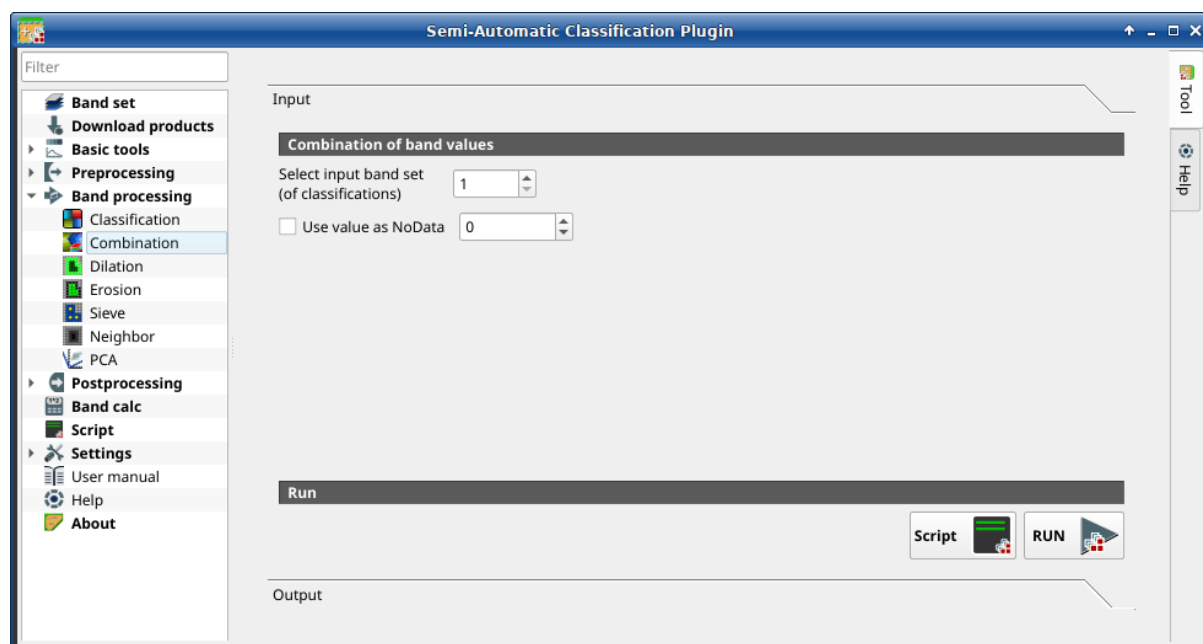 Semi-Automatic Classification Plugin
Filter
Band set
Download products
Basic tools
Preprocessing
Band processing
Classification
Combination
Dilation
Erosion
Sieve
Neighbor
PCA
Postprocessing
Band calc
Script
Settings
User manual
Help
About
Input
Combination of band values
Select input band set
(of classifications)
1
Use value as NoData
0
Run
Script
RUN
Output
Tool
Help